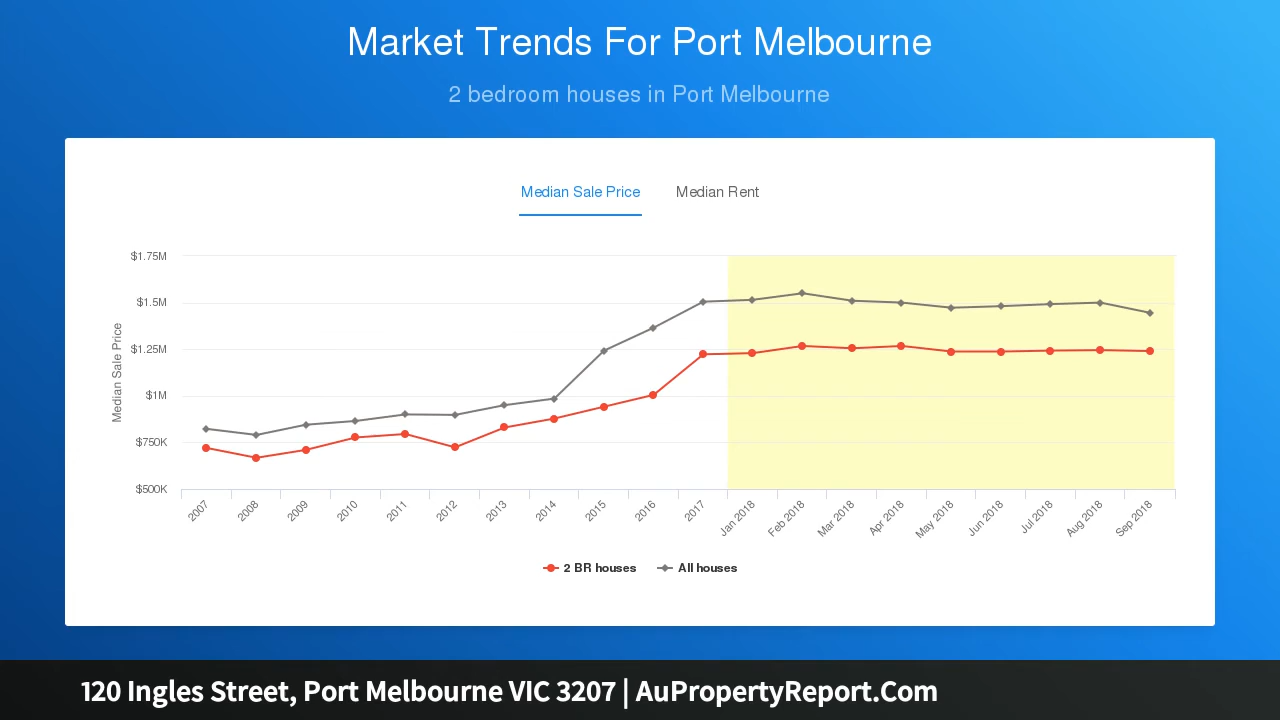 Market Trends For Port Melbourne
2 bedroom houses in Port Melbourne
Median Sale Price Median Rent
Median Sale Price
$1.75M
$1.5M
$1.25M
$1M
$750K
$500K
2007 2008 2009 2010 2011 2012 2013 2014 2015 2016 2017 Jan 2018 Feb 2018 Mar 2018 Apr 2018 May 2018 Jun 2018 Jul 2018 Aug 2018 Sep 2018
2 BR houses All houses
120 Ingles Street, Port Melbourne VIC 3207 | AuPropertyReport.Com